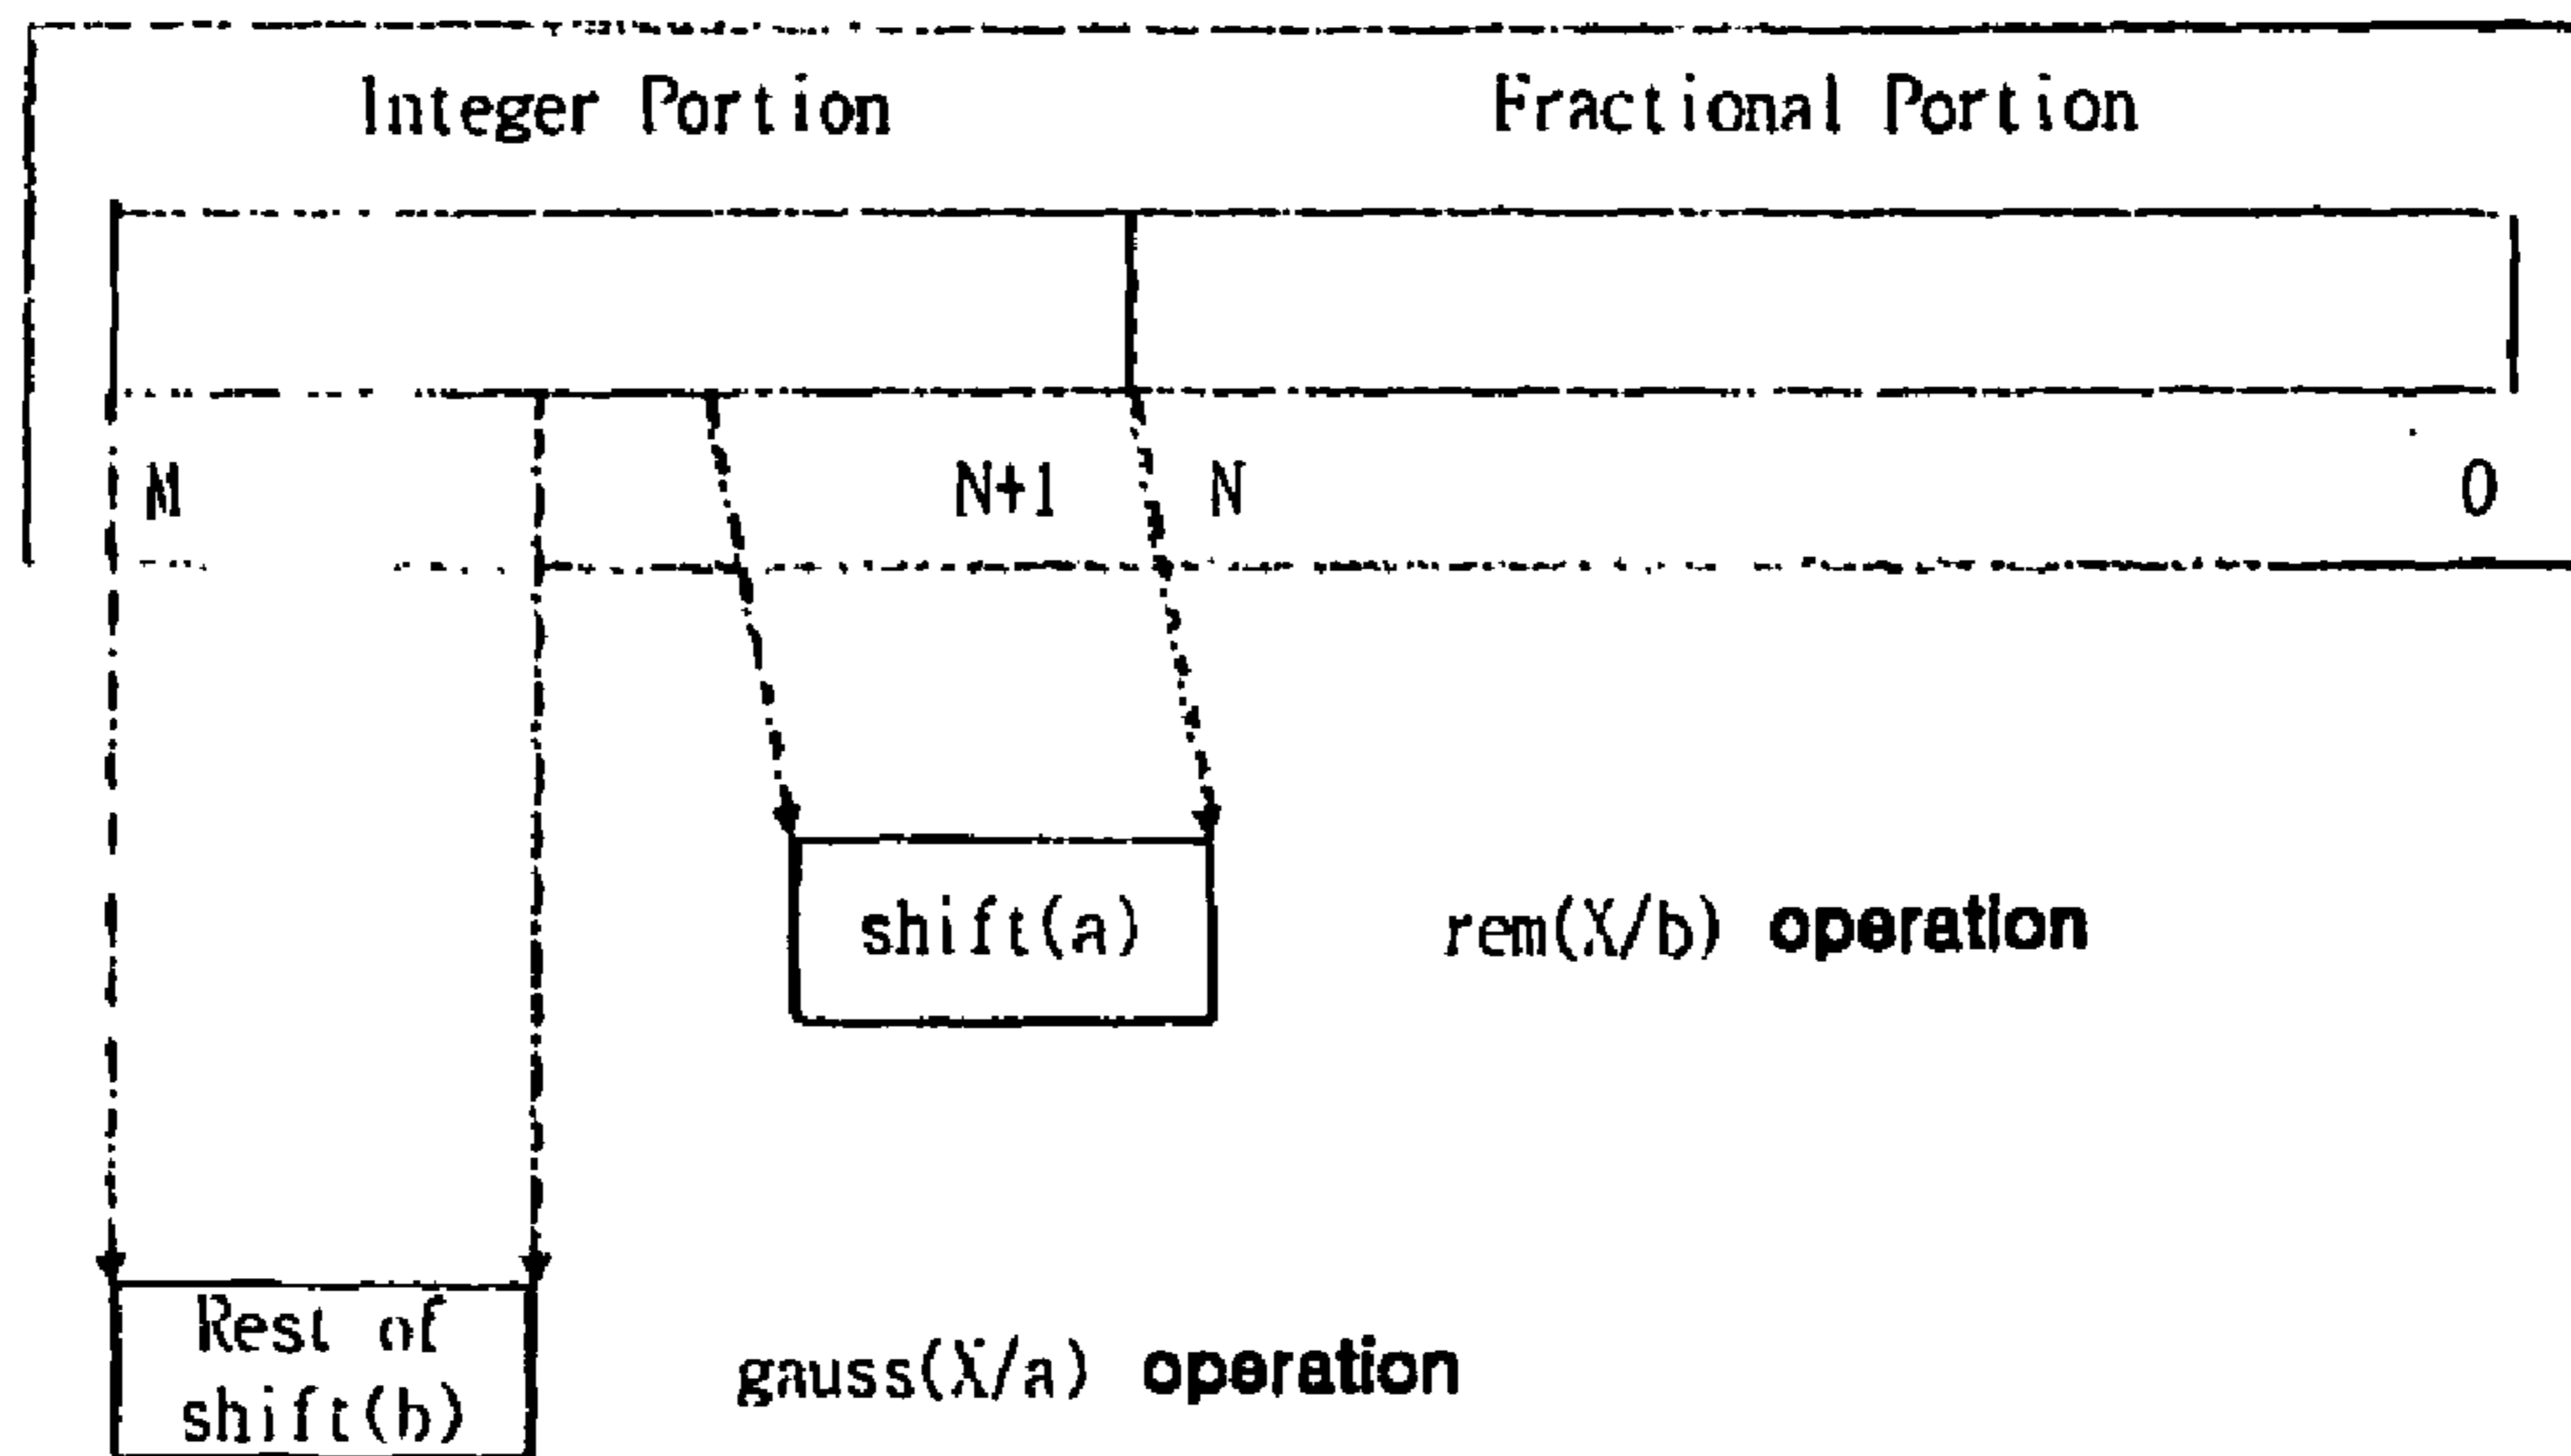 Integer Portion Fractional Portion
M N+1 N 0
shift(a) rem(X/b) operation
Rest of
shift(b) gauss(X/a) operation